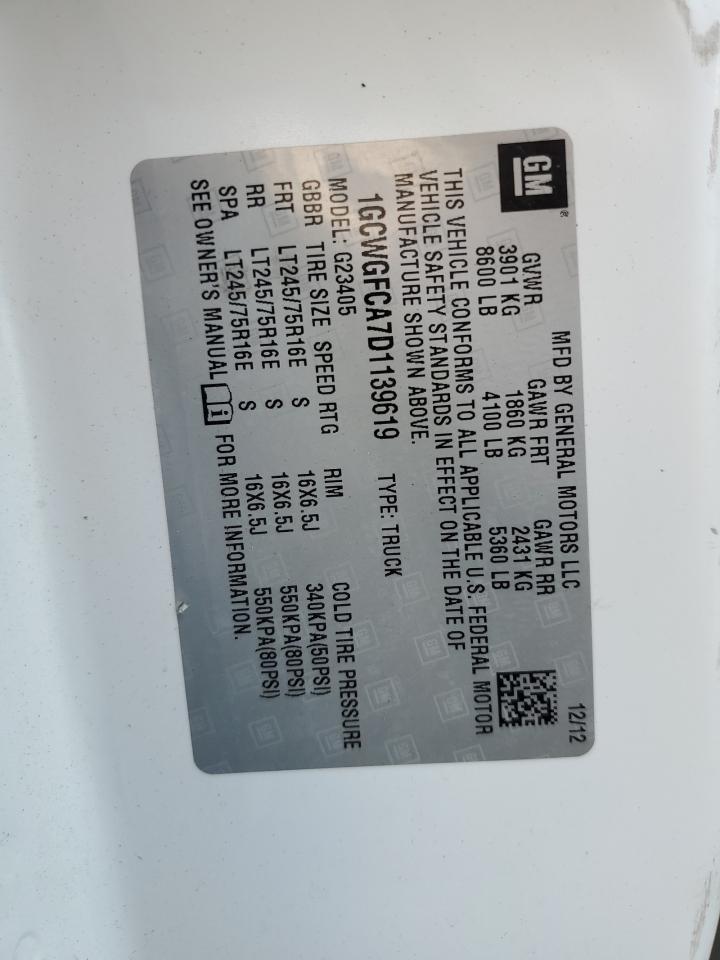 GM
®
MFD BY GENERAL MOTORS LLC 12/12
GVWR GAWR FRT GAWR RR
3901 KG 1860 KG 2431 KG
8600 LB 4100 LB 5360 LB
THIS VEHICLE CONFORMS TO ALL APPLICABLE U.S. FEDERAL MOTOR
VEHICLE SAFETY STANDARDS IN EFFECT ON THE DATE OF
MANUFACTURE SHOWN ABOVE.
1GCWGFCA7D1139619 TYPE: TRUCK
MODEL: G23405
GBBR TIRE SIZE SPEED RTG RIM COLD TIRE PRESSURE
FRT LT245/75R16E S 16X6.5J 340KPA(50PSI)
RR LT245/75R16E S 16X6.5J 550KPA(80PSI)
SPA LT245/75R16E S 16X6.5J 550KPA(80PSI)
SEE OWNER'S MANUAL i FOR MORE INFORMATION.